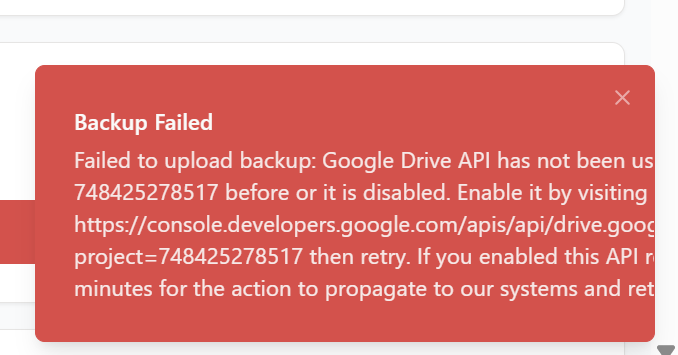 Backup Failed
Failed to upload backup: Google Drive API has not been us
748425278517 before or it is disabled. Enable it by visiting
https://console.developers.google.com/apis/api/drive.goog
project=748425278517 then retry. If you enabled this API r
minutes for the action to propagate to our systems and ret